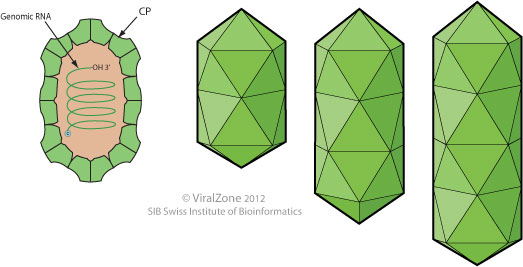 Genomic RNA
CP
OH 3'
© ViralZone 2012
SIB Swiss Institute of Bioinformatics